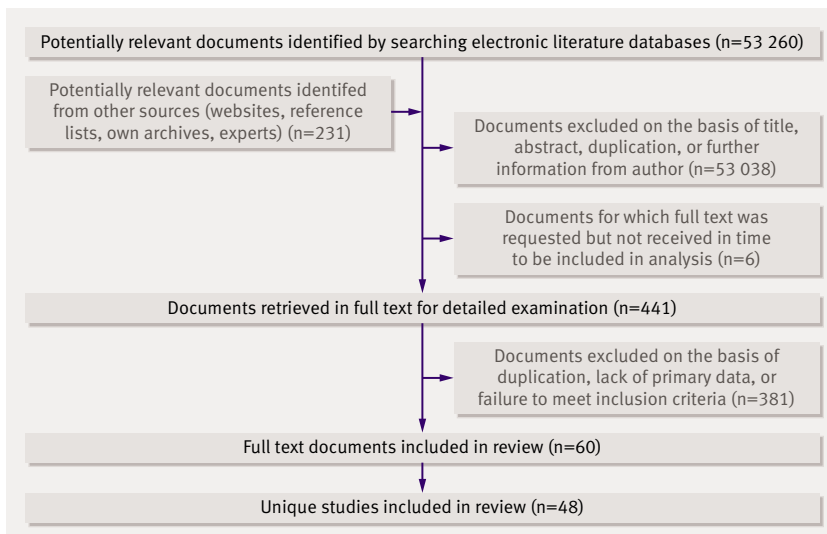 Potentially relevant documents identified by searching electronic literature databases (n=53 260)
Potentially relevant documents identifed
from other sources (websites, reference
lists, own archives, experts) (n=231)
Documents excluded on the basis of title,
abstract, duplication, or further
information from author (n=53 038)
Documents for which full text was
requested but not received in time
to be included in analysis (n=6)
Documents retrieved in full text for detailed examination (n=441)
Documents excluded on the basis of
duplication, lack of primary data, or
failure to meet inclusion criteria (n=381)
Full text documents included in review (n=60)
Unique studies included in review (n=48)